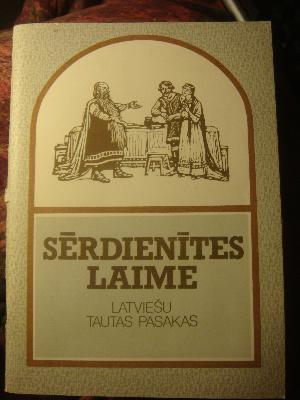 SĒRDIENĪTES
LAIME
LATVIEŠU
TAUTAS PASAKAS